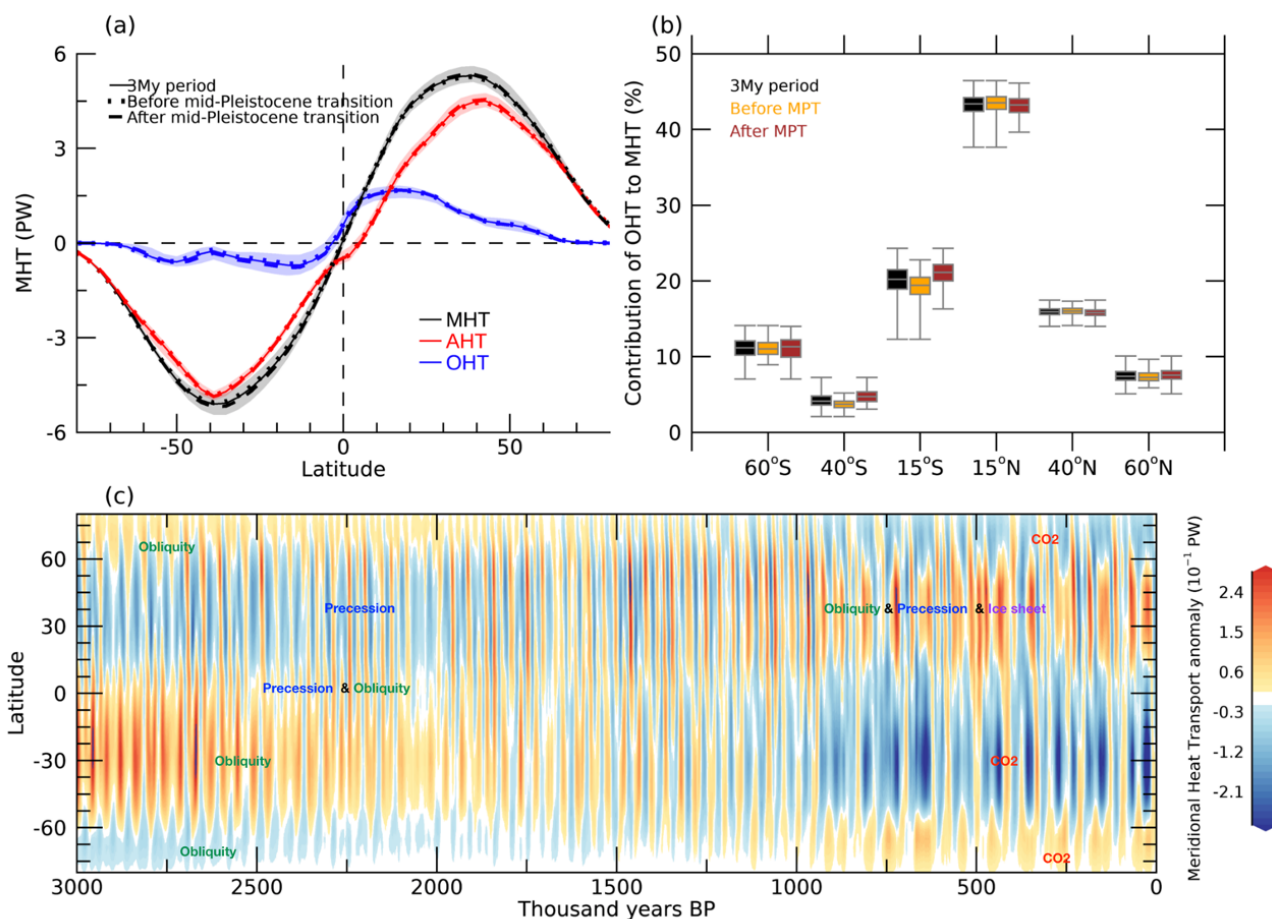 (a)
6
3
0
-3
-6
MHT (PW)
3My period
Before mid-Pleistocene transition
After mid-Pleistocene transition
MHT
AHT
OHT
-50
0
50
Latitude
(b)
50
40
30
20
10
0
Contribution of OHT to MHT (%)
3My period
Before MPT
After MPT
60°S
40°S
15°S
15°N
40°N
60°N
(c)
60
30
0
-30
-60
Latitude
Obliquity
CO2
Precession
Obliquity & Precession & Ice sheet
Precession & Obliquity
Obliquity
CO2
Obliquity
CO2
3000
2500
2000
1500
1000
500
0
Thousand years BP
Meridional Heat Transport anomaly (10⁻¹ PW)
2.4
1.5
0.6
-0.3
-1.2
-2.1